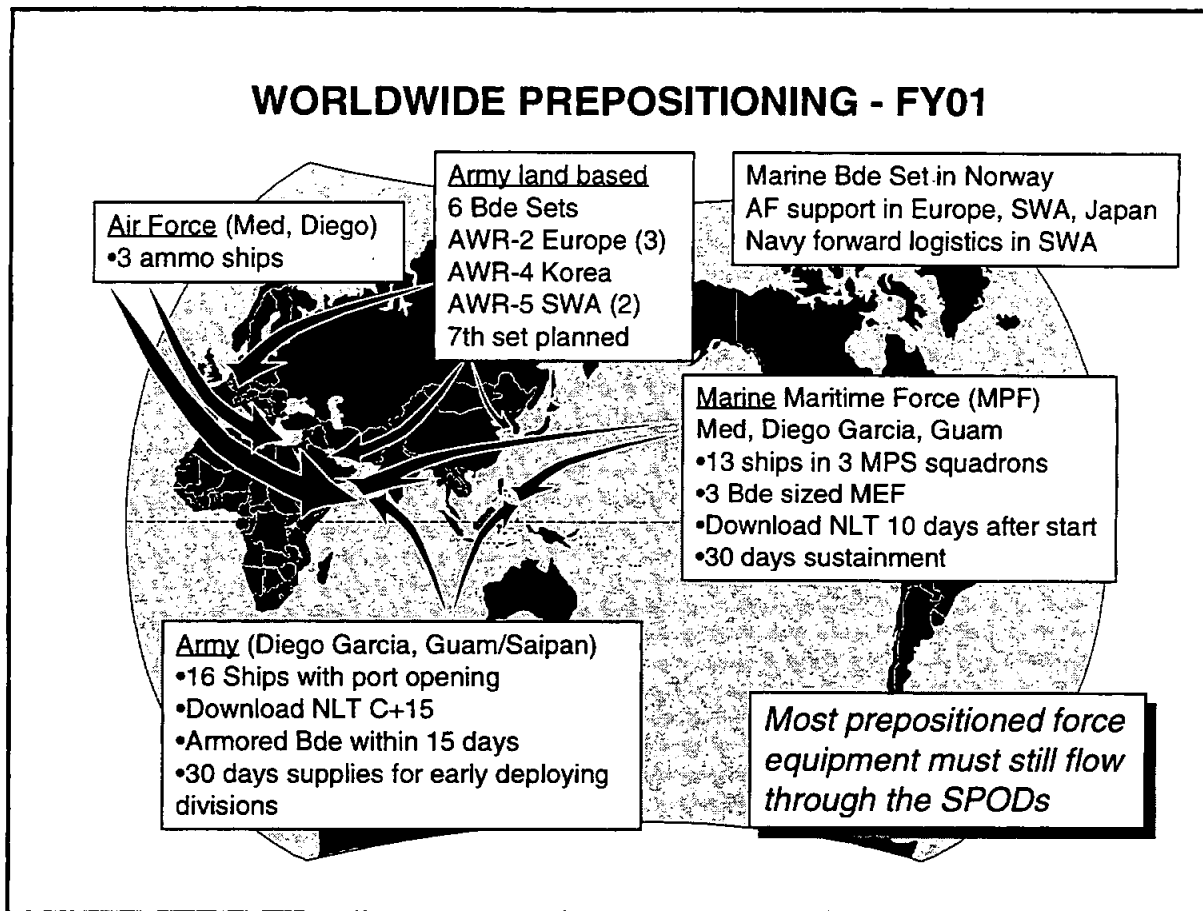 WORLDWIDE PREPOSITIONING - FY01
Air Force (Med, Diego)
•3 ammo ships
Army land based
6 Bde Sets
AWR-2 Europe (3)
AWR-4 Korea
AWR-5 SWA (2)
7th set planned
Marine Bde Set in Norway
AF support in Europe, SWA, Japan
Navy forward logistics in SWA
Marine Maritime Force (MPF)
Med, Diego Garcia, Guam
•13 ships in 3 MPS squadrons
•3 Bde sized MEF
•Download NLT 10 days after start
•30 days sustainment
Army (Diego Garcia, Guam/Saipan)
•16 Ships with port opening
•Download NLT C+15
•Armored Bde within 15 days
•30 days supplies for early deploying
divisions
Most prepositioned force
equipment must still flow
through the SPODs